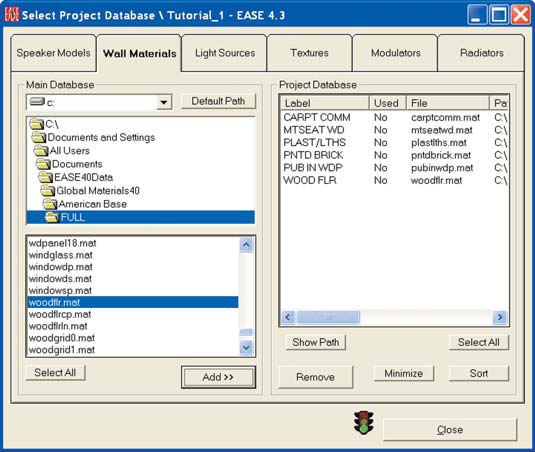 EASE Select Project Database \ Tutorial_1 - EASE 4.3
Speaker Models Wall Materials Light Sources Textures Modulators Radiators
Main Database
c:
Default Path
C:\
Documents and Settings
All Users
Documents
EASE40Data
Global Materials40
American Base
FULL
wdpanel18.mat
windglass.mat
windowdp.mat
windowds.mat
windowsp.mat
woodflr.mat
woodflrcp.mat
woodflrln.mat
woodgrid0.mat
woodgrid1.mat
Select All
Add >>
Project Database
Label Used File Pa
CARPT COMM No carptcomm.mat C:\
MTSEAT WD No mtseatwd.mat C:\
PLAST/LTHS No plastlths.mat C:\
PNTD BRICK No pntdbrick.mat C:\
PUB IN WDP No pubinwdp.mat C:\
WOOD FLR No woodflr.mat C:\
Show Path Select All
Remove Minimize Sort
Close